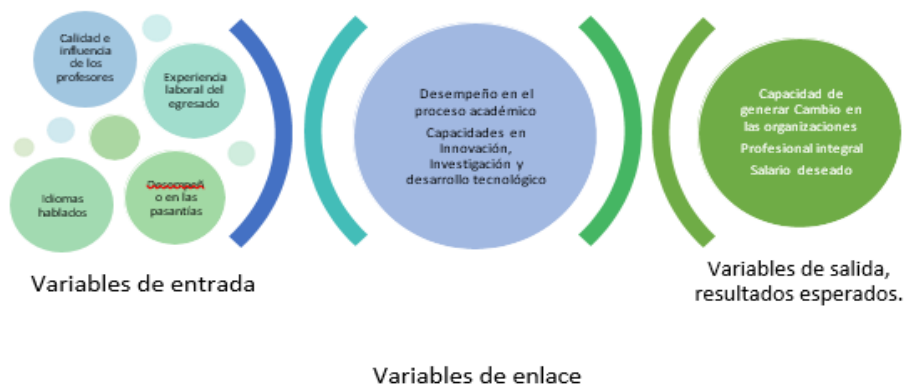 Calidad e
influencia
de los
profesores
Experiencia
laboral del
egresado
Idiomas
hablados
Desempeñ
o en las
pasantías
Variables de entrada
Desempeño en el
proceso académico
Capacidades en
Innovación,
Investigación y
desarrollo tecnológico
Variables de enlace
Capacidad de
generar Cambio en
las organizaciones
Profesional integral
Salario deseado
Variables de salida,
resultados esperados.